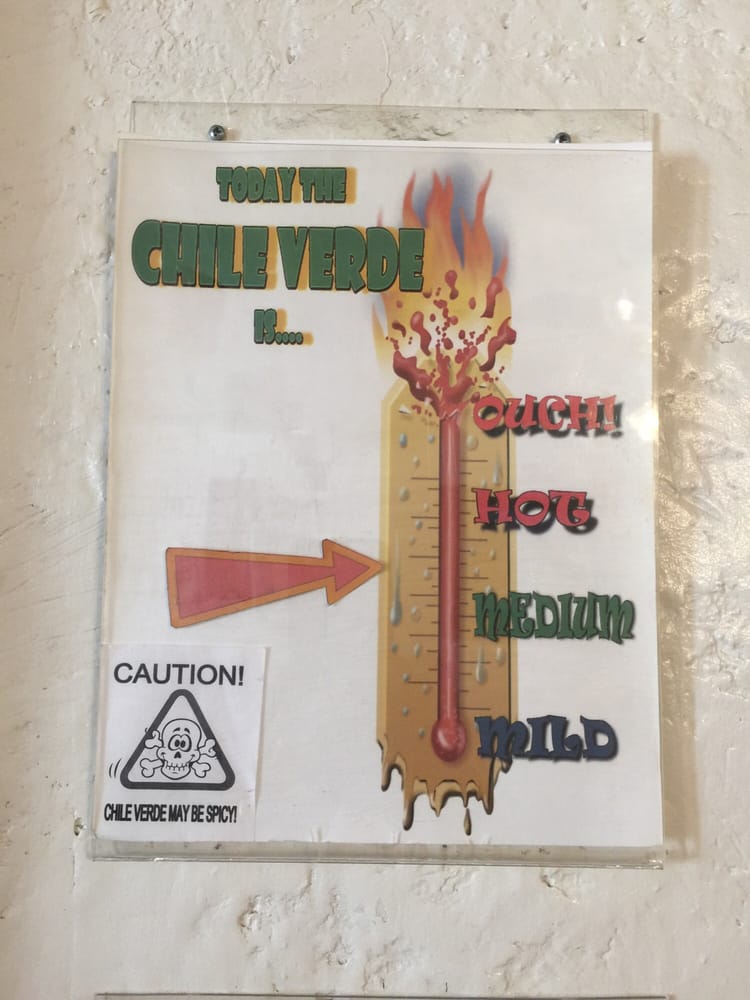 TODAY THE
CHILE VERDE
IS....
OUCH!
HOT
MEDIUM
MILD
CAUTION!
CHILE VERDE MAY BE SPICY!